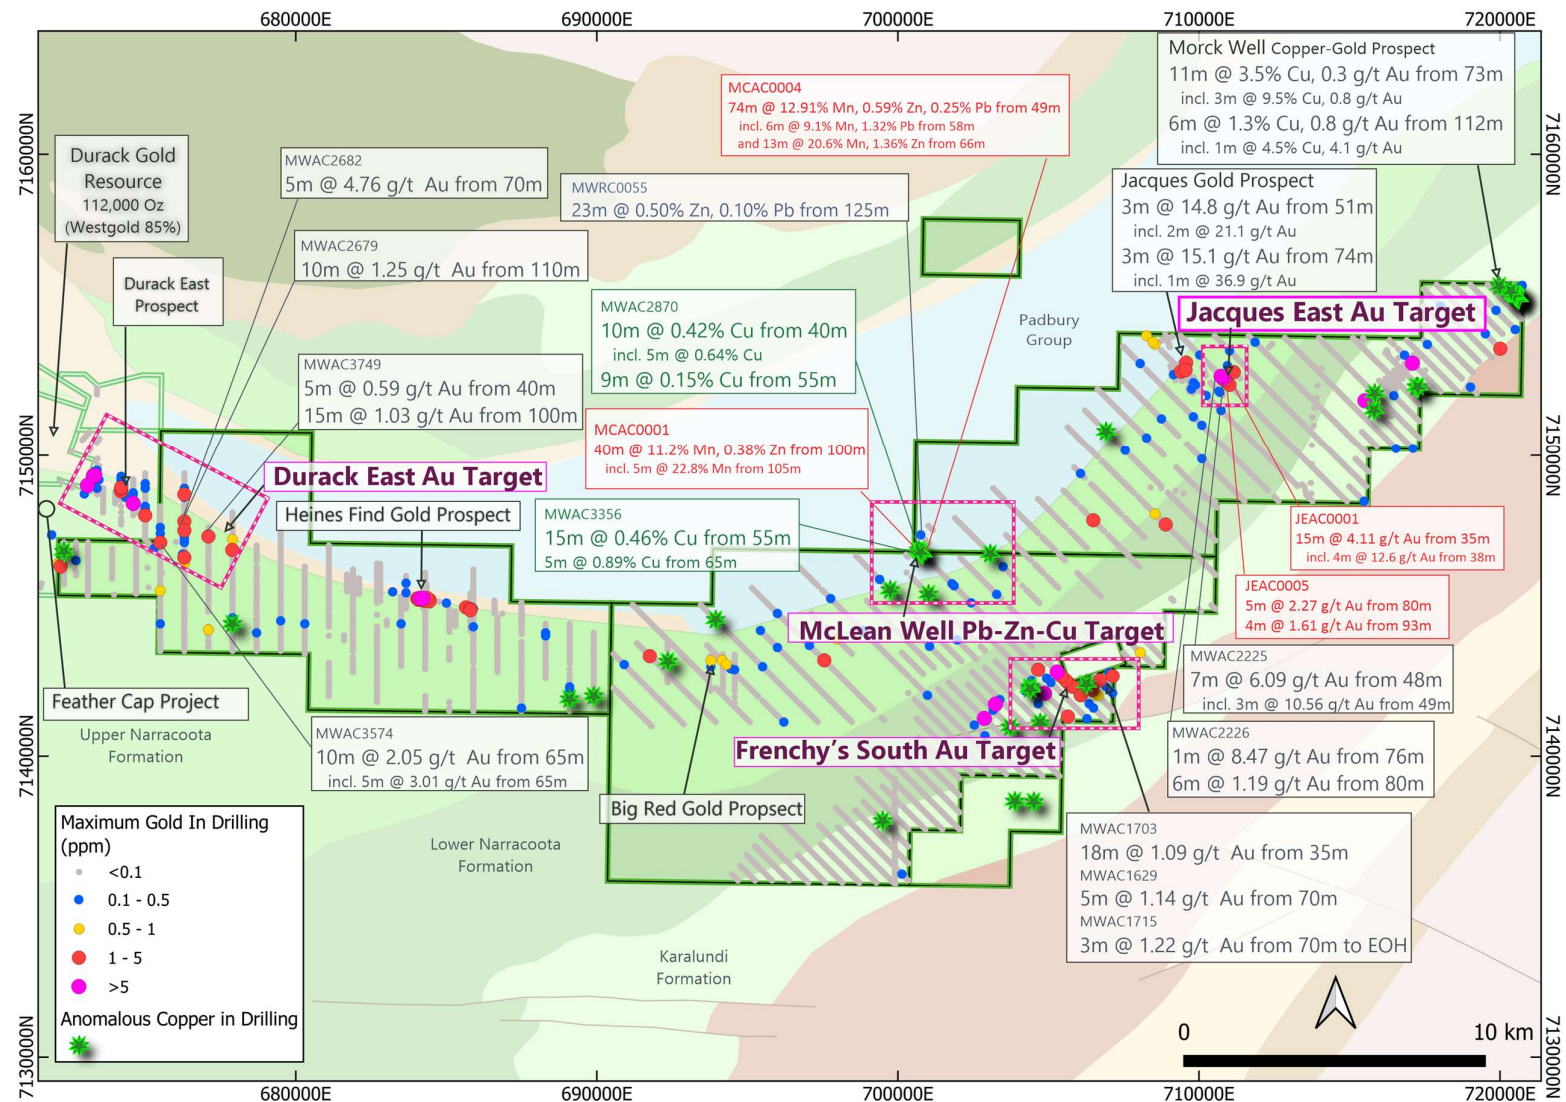 680000E
690000E
700000E
710000E
720000E
7160000N
7150000N
7140000N
7130000N
7160000N
7150000N
7140000N
7130000N
Durack Gold
Resource
112,000 Oz
(Westgold 85%)
Durack East
Prospect
MWAC2682
5m @ 4.76 g/t Au from 70m
MWAC2679
10m @ 1.25 g/t Au from 110m
MWAC3749
5m @ 0.59 g/t Au from 40m
15m @ 1.03 g/t Au from 100m
Durack East Au Target
Heines Find Gold Prospect
MCAC0004
74m @ 12.91% Mn, 0.59% Zn, 0.25% Pb from 49m
incl. 6m @ 9.1% Mn, 1.32% Pb from 58m
and 13m @ 20.6% Mn, 1.36% Zn from 66m
MWRC0055
23m @ 0.50% Zn, 0.10% Pb from 125m
MWAC2870
10m @ 0.42% Cu from 40m
incl. 5m @ 0.64% Cu
9m @ 0.15% Cu from 55m
MCAC0001
40m @ 11.2% Mn, 0.38% Zn from 100m
incl. 5m @ 22.8% Mn from 105m
MWAC3356
15m @ 0.46% Cu from 55m
5m @ 0.89% Cu from 65m
Morck Well Copper-Gold Prospect
11m @ 3.5% Cu, 0.3 g/t Au from 73m
incl. 3m @ 9.5% Cu, 0.8 g/t Au
6m @ 1.3% Cu, 0.8 g/t Au from 112m
incl. 1m @ 4.5% Cu, 4.1 g/t Au
Jacques Gold Prospect
3m @ 14.8 g/t Au from 51m
incl. 2m @ 21.1 g/t Au
3m @ 15.1 g/t Au from 74m
incl. 1m @ 36.9 g/t Au
Padbury
Group
Jacques East Au Target
JEAC0001
15m @ 4.11 g/t Au from 35m
incl. 4m @ 12.6 g/t Au from 38m
JEAC0005
5m @ 2.27 g/t Au from 80m
4m @ 1.61 g/t Au from 93m
McLean Well Pb-Zn-Cu Target
MWAC2225
7m @ 6.09 g/t Au from 48m
incl. 3m @ 10.56 g/t Au from 49m
MWAC2226
1m @ 8.47 g/t Au from 76m
6m @ 1.19 g/t Au from 80m
Frenchy's South Au Target
Feather Cap Project
Upper Narracoota
Formation
MWAC3574
10m @ 2.05 g/t Au from 65m
incl. 5m @ 3.01 g/t Au from 65m
Big Red Gold Propsect
MWAC1703
18m @ 1.09 g/t Au from 35m
MWAC1629
5m @ 1.14 g/t Au from 70m
MWAC1715
3m @ 1.22 g/t Au from 70m to EOH
Lower Narracoota
Formation
Karalundi
Formation
Maximum Gold In Drilling
(ppm)
<0.1
0.1 - 0.5
0.5 - 1
1 - 5
>5
Anomalous Copper in Drilling
0
10 km
680000E
690000E
700000E
710000E
720000E